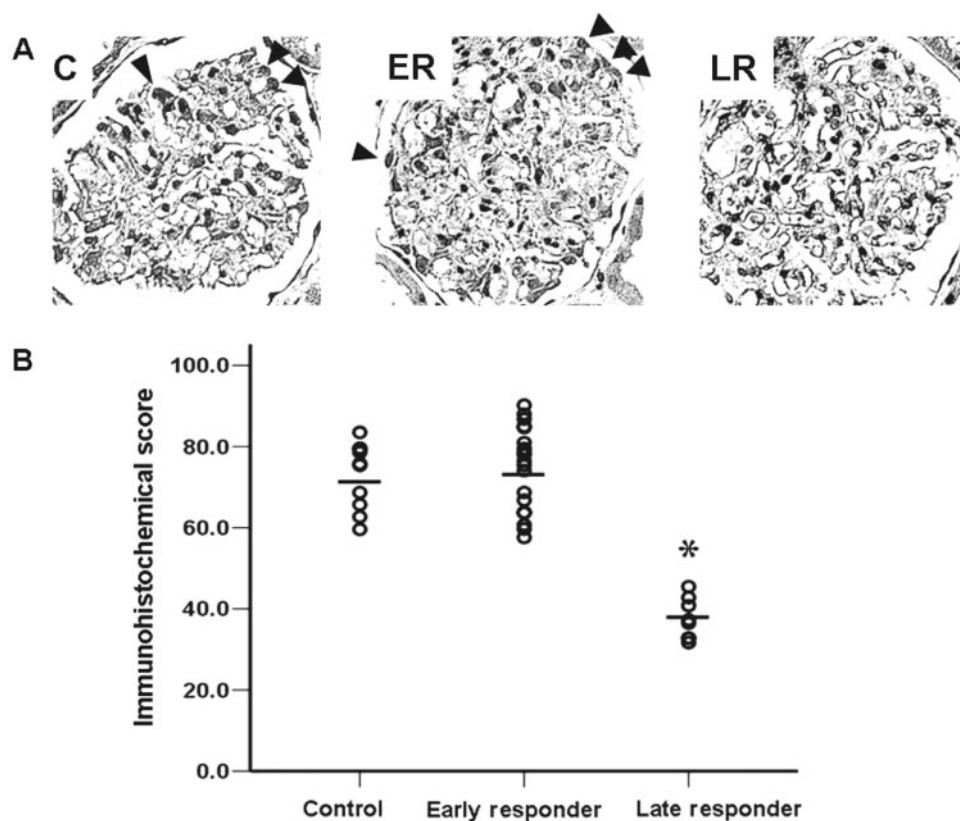 A
C
ER
LR
B
Immunohistochemical score
100.0
80.0
60.0
40.0
20.0
0.0
*
Control
Early responder
Late responder